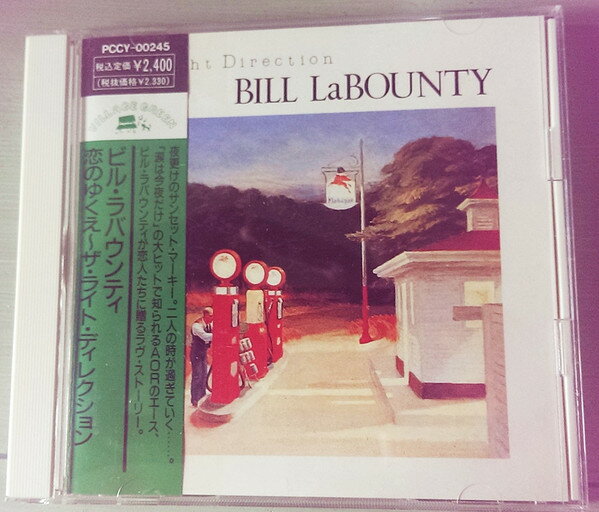 PCCY-00245
税込定価¥2,400
(税抜価格¥2,330)
VILLAGE GREEN
ビル・ラバウンティ
恋のゆくえ〜ザ・ライト・ディレクション
夜更けのサンセット・マーキー。二人の時が過ぎていく……。
「涙は今夜だけ」の大ヒットで知られるAORのエース、
ビル・ラバウンティが恋人たちに贈るラヴ・ストーリー。
ht Direction
BILL LaBOUNTY
Mobilgas